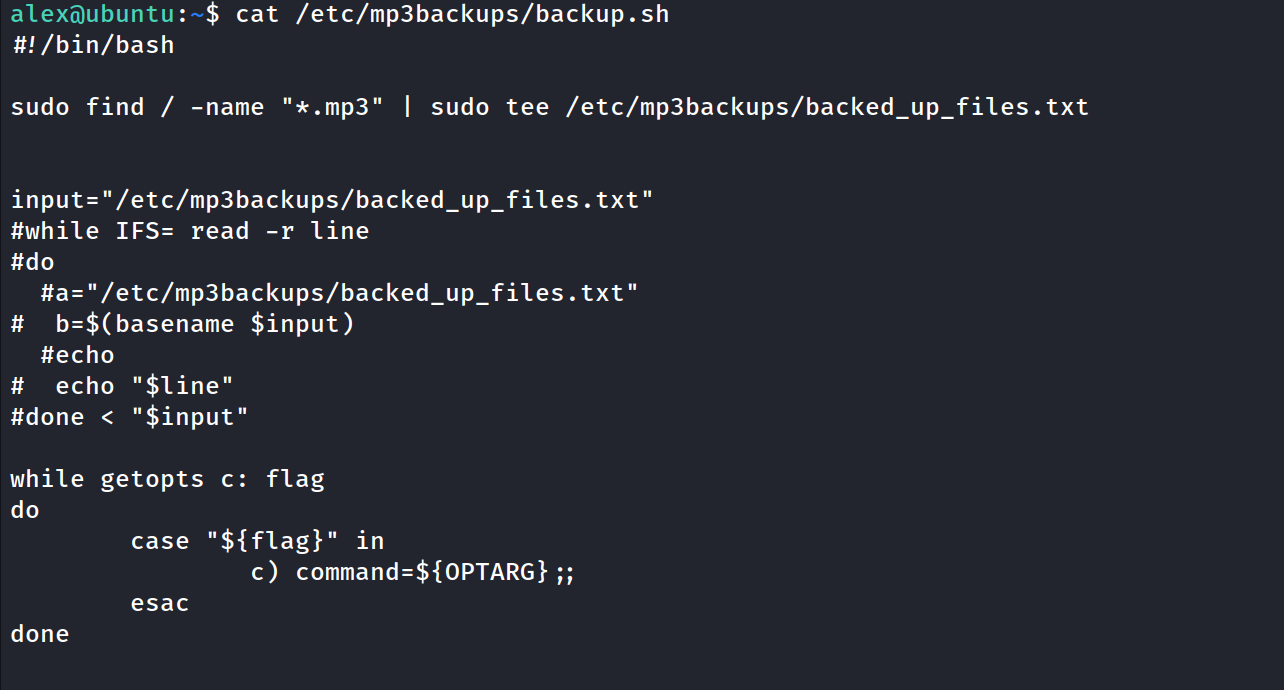 alex@ubuntu:~$ cat /etc/mp3backups/backup.sh
#!/bin/bash
sudo find / -name "*.mp3" | sudo tee /etc/mp3backups/backed_up_files.txt
input="/etc/mp3backups/backed_up_files.txt"
#while IFS= read -r line
#do
  #a="/etc/mp3backups/backed_up_files.txt"
#  b=$(basename $input)
  #echo
#  echo "$line"
#done < "$input"
while getopts c: flag
do
        case "${flag}" in
                c) command=${OPTARG};;
        esac
done